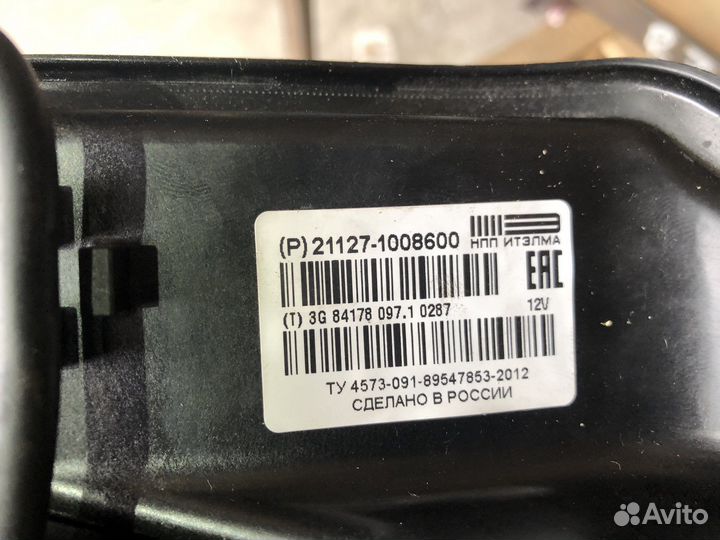 (P) 21127-1008600
НПП ИТЭЛМА
EAC
(T) 3G 84178 097.1 0287
12V
ТУ 4573-091-89547853-2012
СДЕЛАНО В РОССИИ
Avito